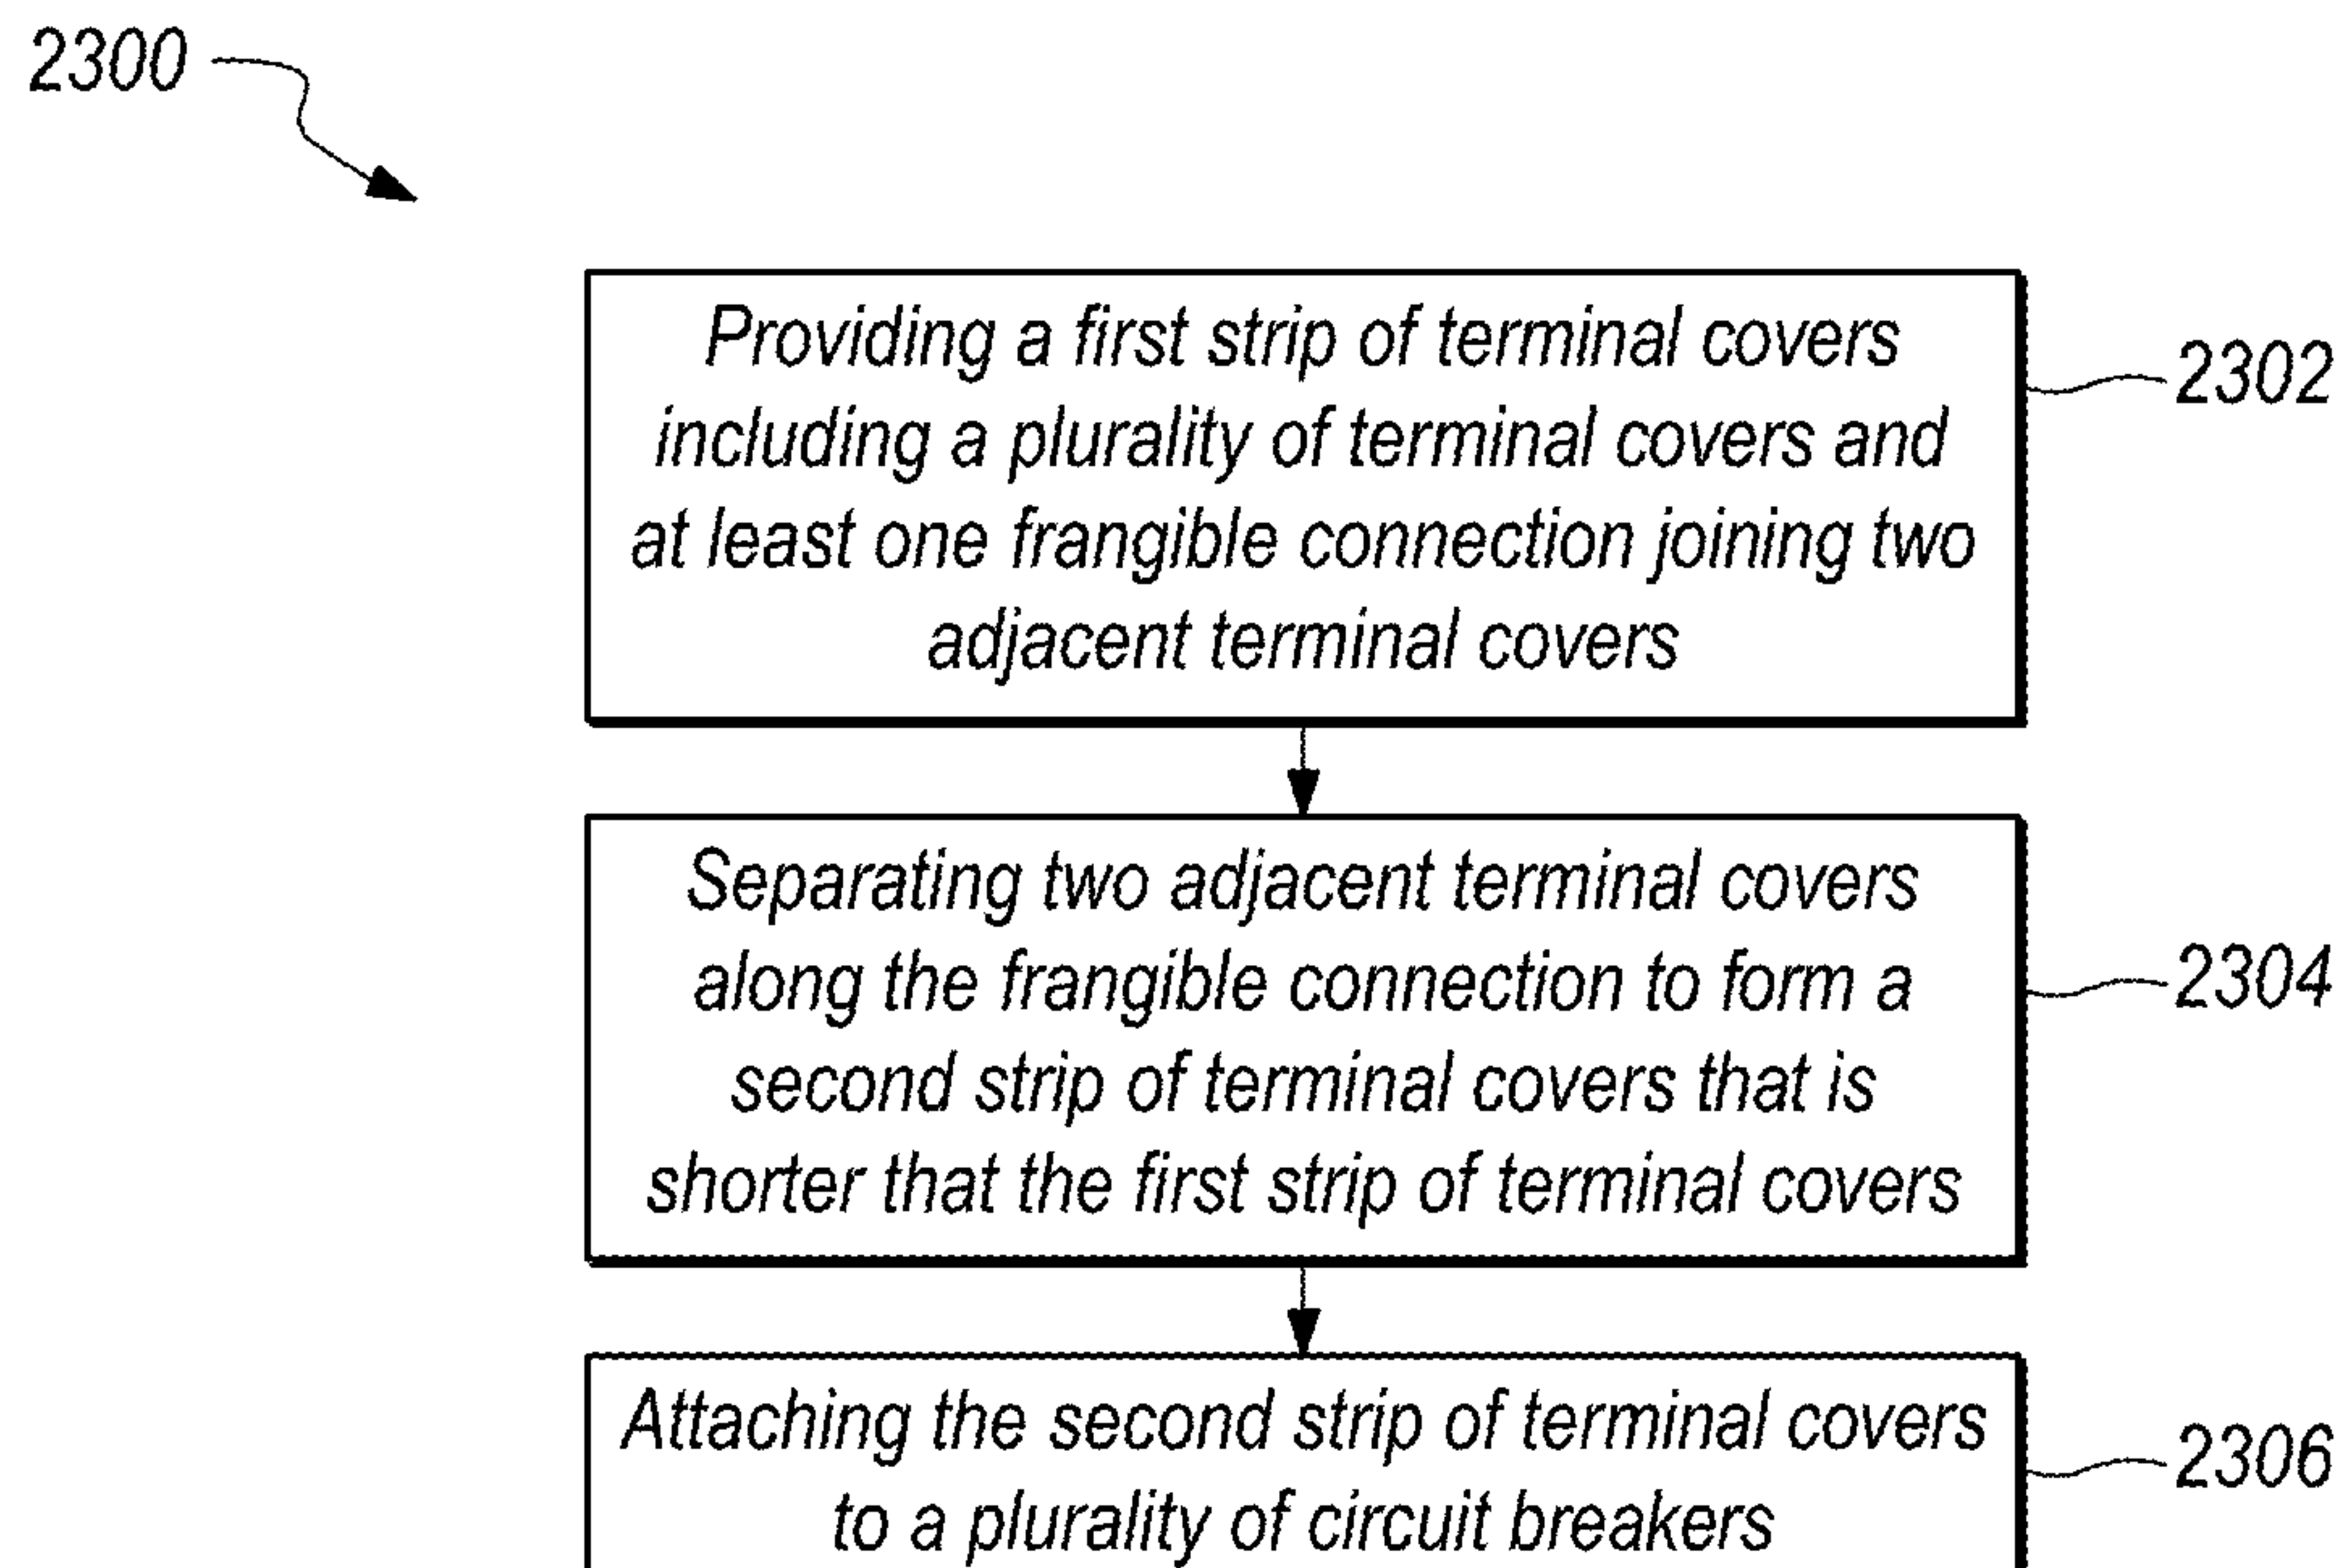 2300
Providing a first strip of terminal covers
including a plurality of terminal covers and
at least one frangible connection joining two
adjacent terminal covers
2302
Separating two adjacent terminal covers
along the frangible connection to form a
second strip of terminal covers that is
shorter that the first strip of terminal covers
2304
Attaching the second strip of terminal covers
to a plurality of circuit breakers
2306